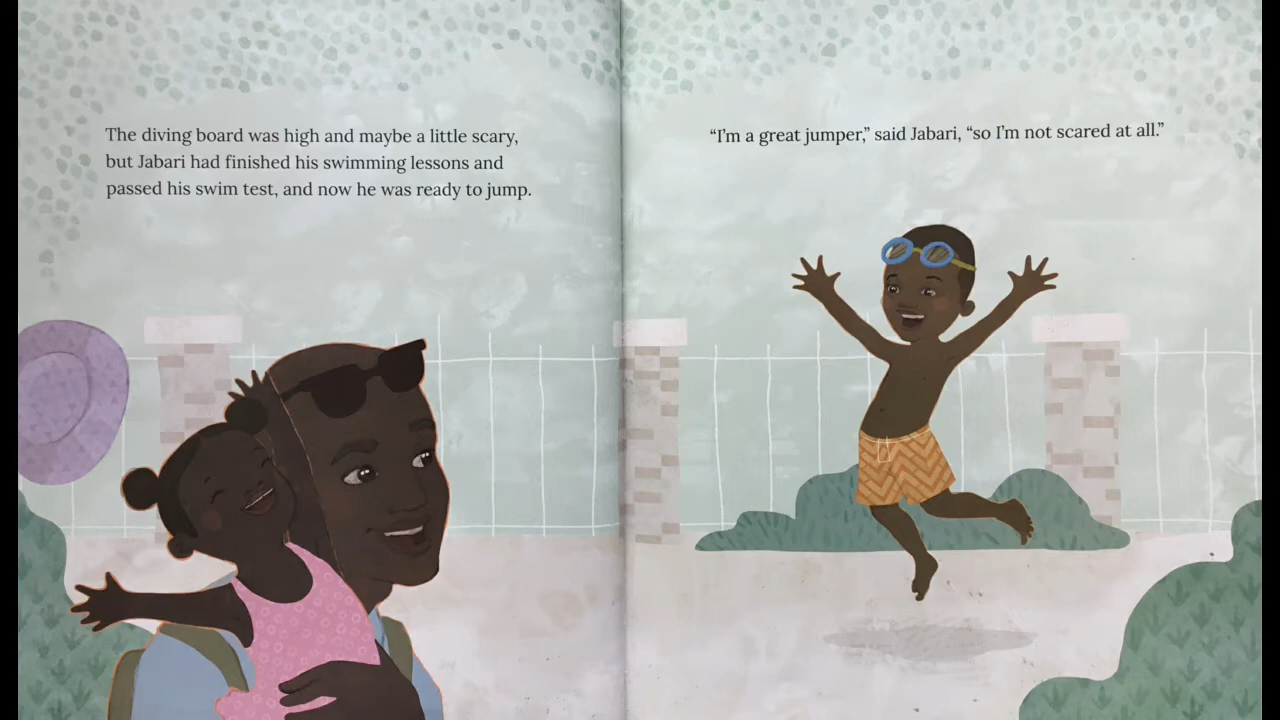 The diving board was high and maybe a little scary,
but Jabari had finished his swimming lessons and
passed his swim test, and now he was ready to jump.
“I’m a great jumper,” said Jabari, “so I’m not scared at all.”